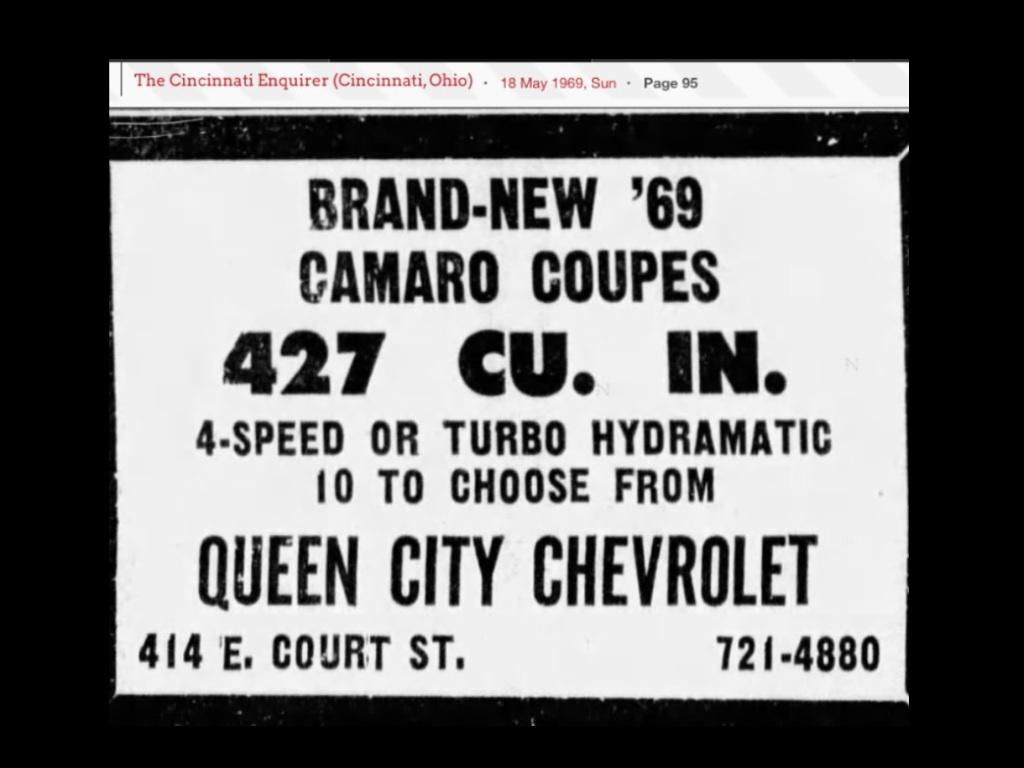 The Cincinnati Enquirer (Cincinnati, Ohio) · 18 May 1969, Sun · Page 95
BRAND-NEW '69
CAMARO COUPES
427 CU. IN.
4-SPEED OR TURBO HYDRAMATIC
10 TO CHOOSE FROM
QUEEN CITY CHEVROLET
414 E. COURT ST. 721-4880